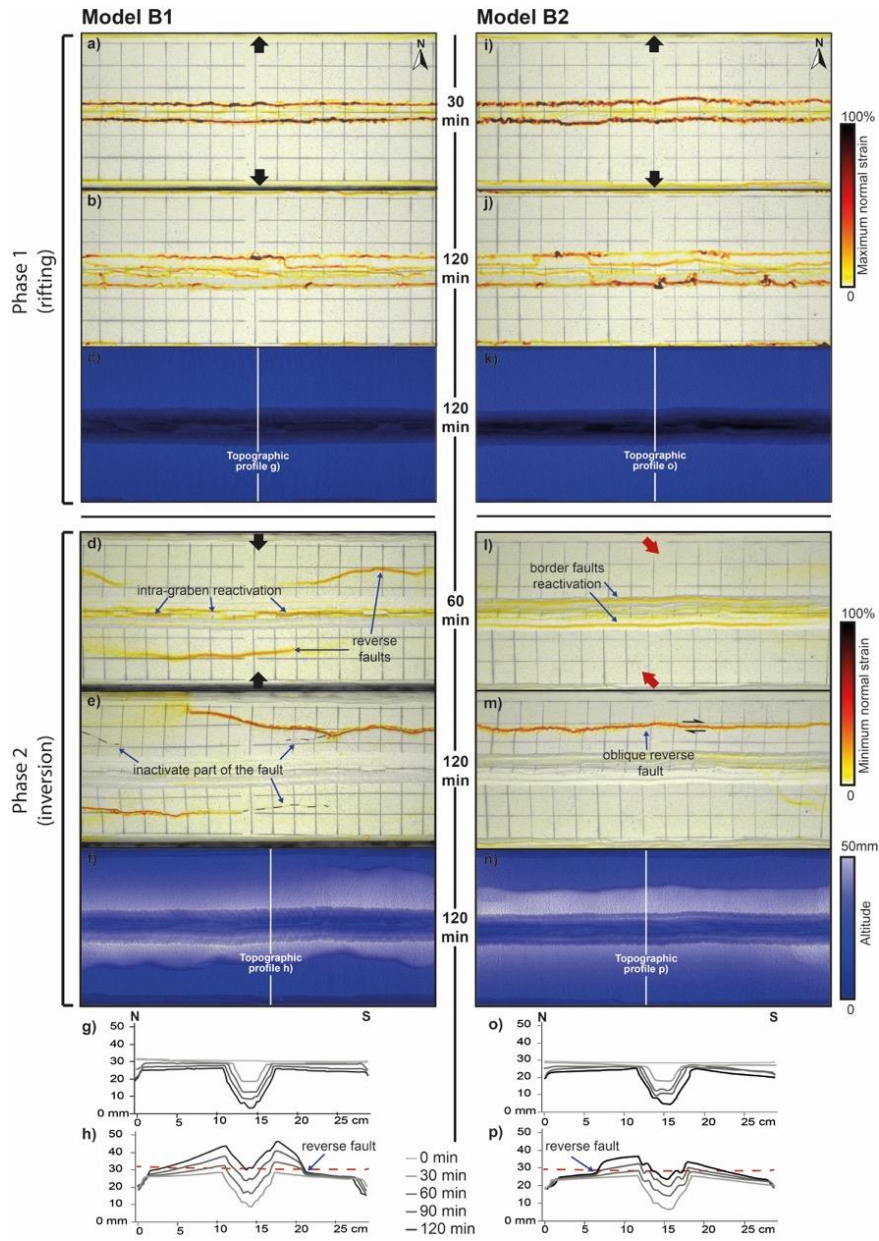 Model B1
Model B2
Phase 1
(rifting)
a)
N
30
min
i)
N
b)
120
min
j)
100%
Maximum normal strain
0
c)
120
min
k)
Topographic
profile g)
Topographic
profile o)
Phase 2
(inversion)
d)
intra-graben reactivation
reverse
faults
60
min
l)
border faults
reactivation
e)
inactivate part of the fault
120
min
m)
oblique reverse
fault
100%
Minimum normal strain
0
f)
Topographic
profile h)
120
min
n)
Topographic
profile p)
50mm
Altitude
0
N
S
g)
50
40
30
20
10
0 mm
0 5 10 15 20 25 cm
h)
50
40
30
20
10
0 mm
reverse fault
0 5 10 15 20 25 cm
0 min
30 min
60 min
90 min
120 min
N
S
o)
50
40
30
20
10
0 mm
0 5 10 15 20 25 cm
p)
50
40
30
20
10
0 mm
reverse fault
0 5 10 15 20 25 cm